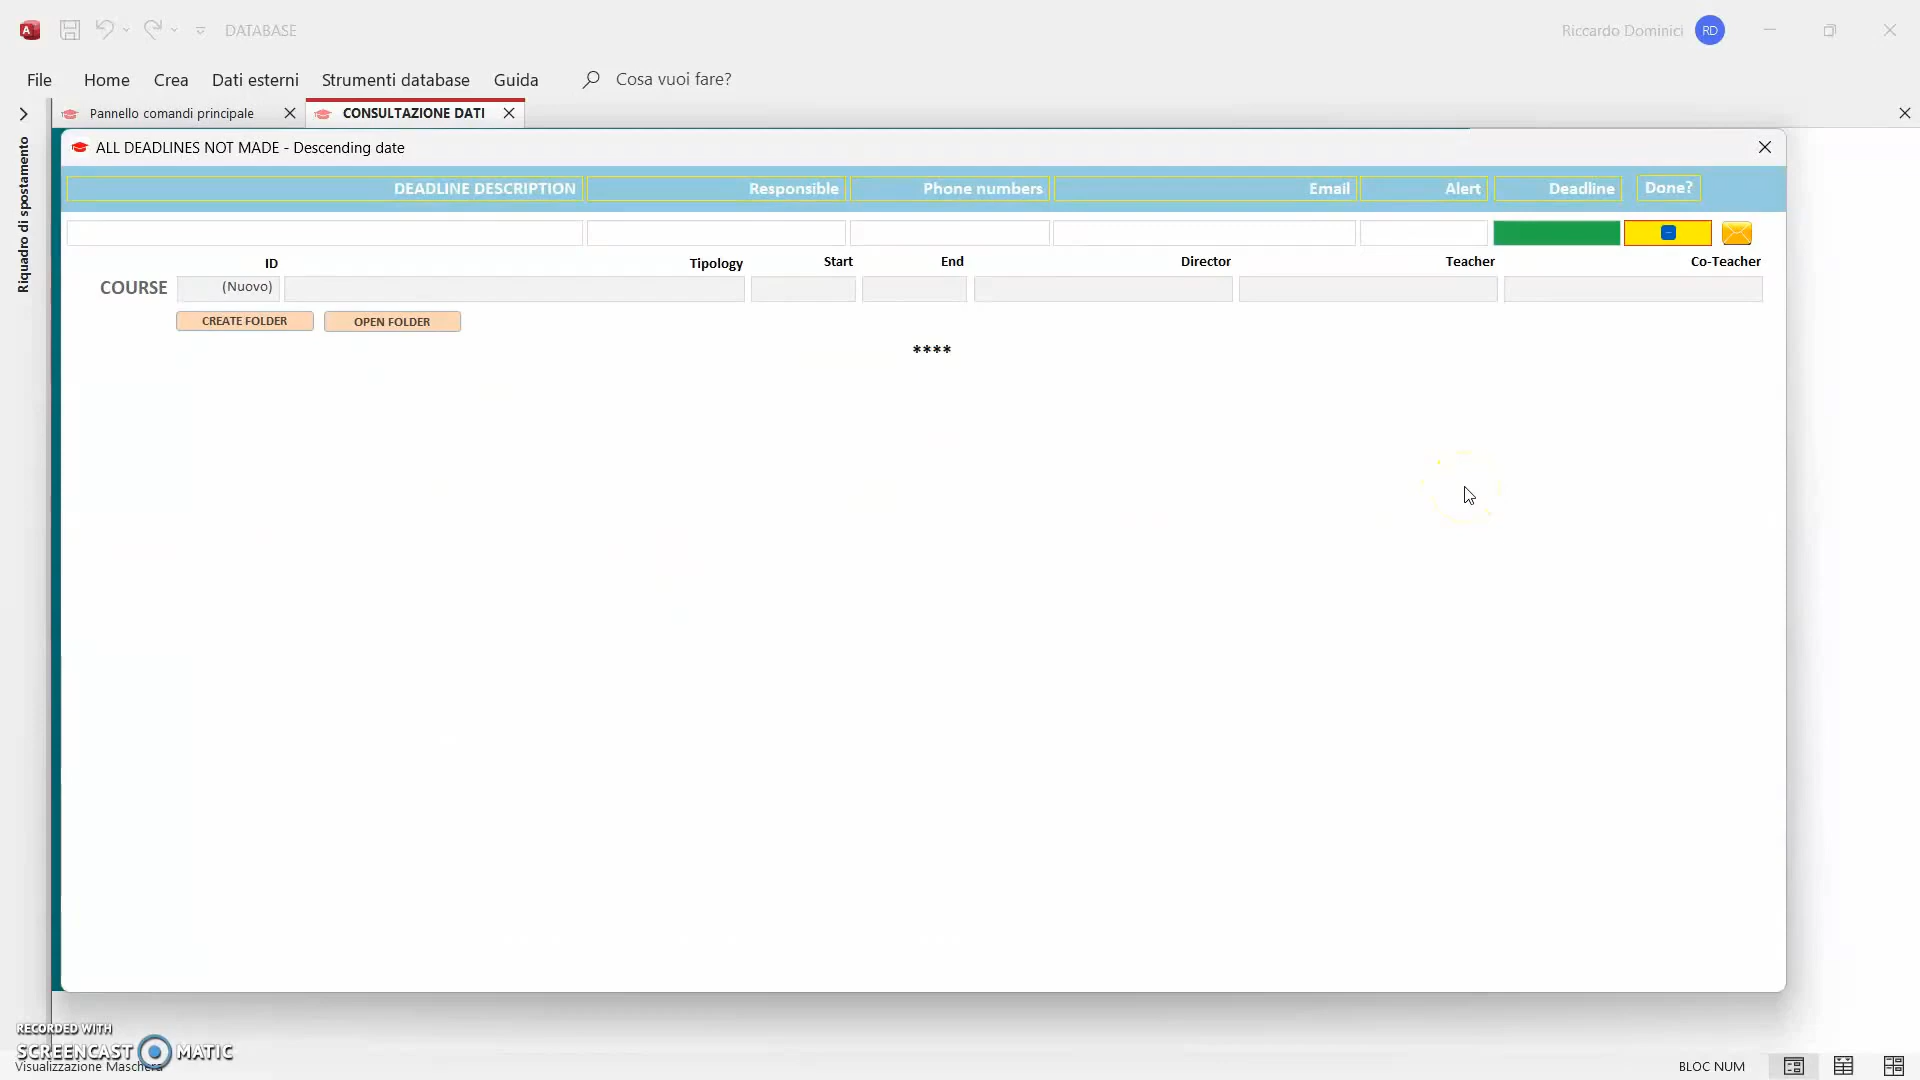 DATABASE
Riccardo Dominici RD
File Home Crea Dati esterni Strumenti database Guida Cosa vuoi fare?
Pannello comandi principale
CONSULTAZIONE DATI
Riquadro di spostamento
ALL DEADLINES NOT MADE - Descending date
DEADLINE DESCRIPTION Responsible Phone numbers Email Alert Deadline Done?
ID Tipology Start End Director Teacher Co-Teacher
COURSE (Nuovo)
CREATE FOLDER OPEN FOLDER
****
RECORDED WITH
SCREENCAST MATIC
Visualizzazione Maschera
BLOC NUM